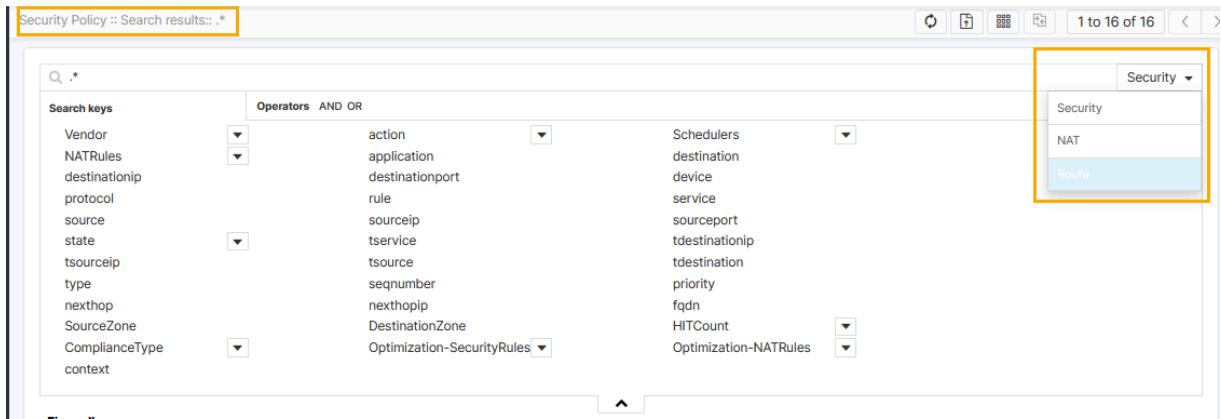 Security Policy :: Search results:: .*
1 to 16 of 16
.*
Security
Search keys
Operators AND OR
Security
Vendor action Schedulers
NAT
NATRules application destination
Route
destinationip destinationport device
protocol rule service
source sourceip sourceport
state tservice tdestinationip
tsourceip tsource tdestination
type seqnumber priority
nexthop nexthopip fqdn
SourceZone DestinationZone HITCount
ComplianceType Optimization-SecurityRules Optimization-NATRules
context